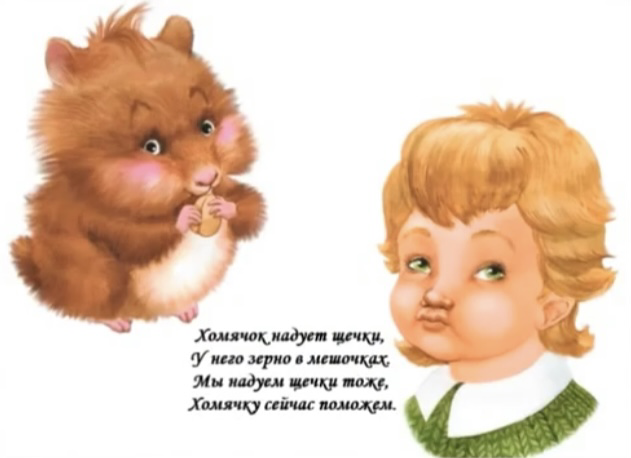 Хомячок надует щечки,
У него зерно в мешочках,
Мы надуем щечки тоже,
Хомячку сейчас поможем.